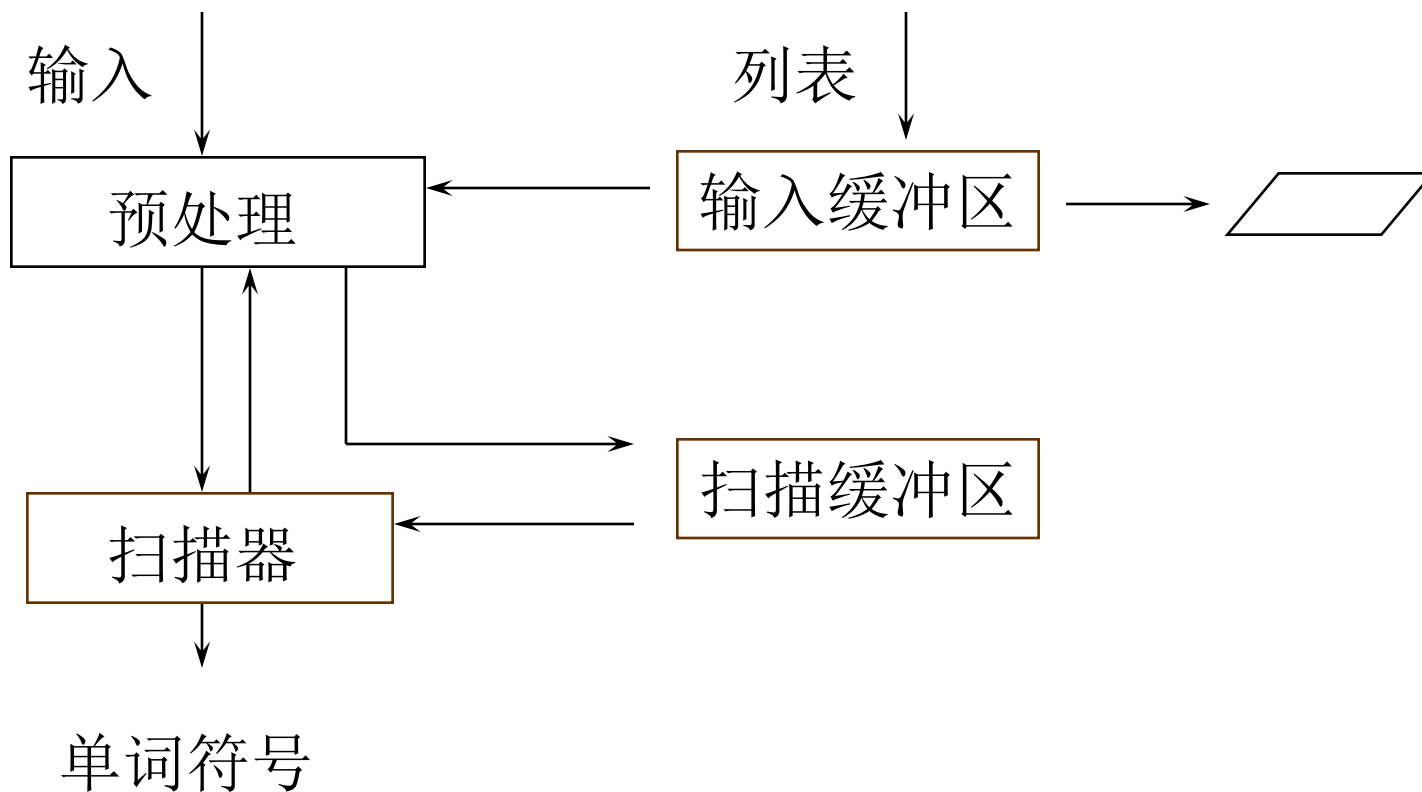 输入
列表
预处理
输入缓冲区
扫描缓冲区
扫描器
单词符号